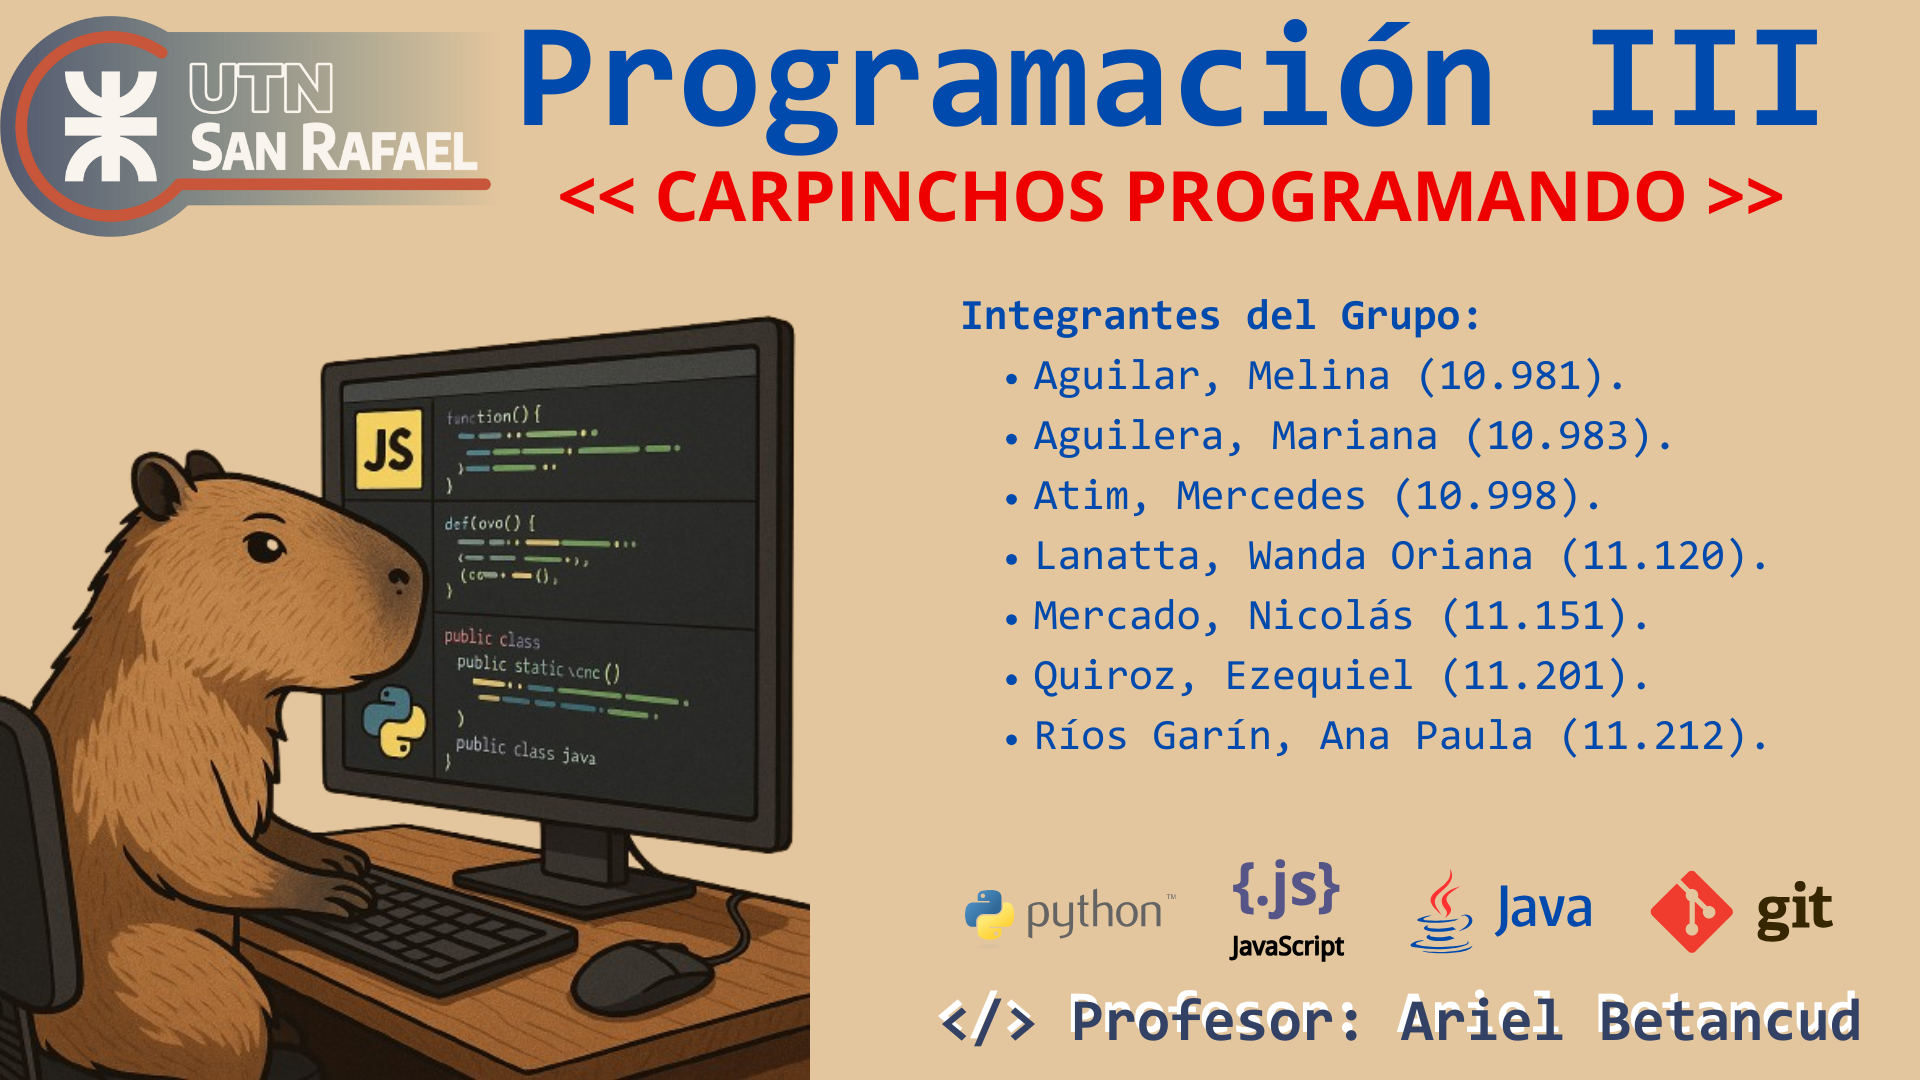 UTN
SAN RAFAEL
Programación III
<< CARPINCHOS PROGRAMANDO >>
Integrantes del Grupo:
• Aguilar, Melina (10.981).
• Aguilera, Mariana (10.983).
• Atim, Mercedes (10.998).
• Lanatta, Wanda Oriana (11.120).
• Mercado, Nicolás (11.151).
• Quiroz, Ezequiel (11.201).
• Ríos Garín, Ana Paula (11.212).
JS
function(){
}
}
def(ovo() {
}
public class
public static
)
public class java
}
python™
{.js}
JavaScript
Java
git
</> Profesor: Ariel Betancud